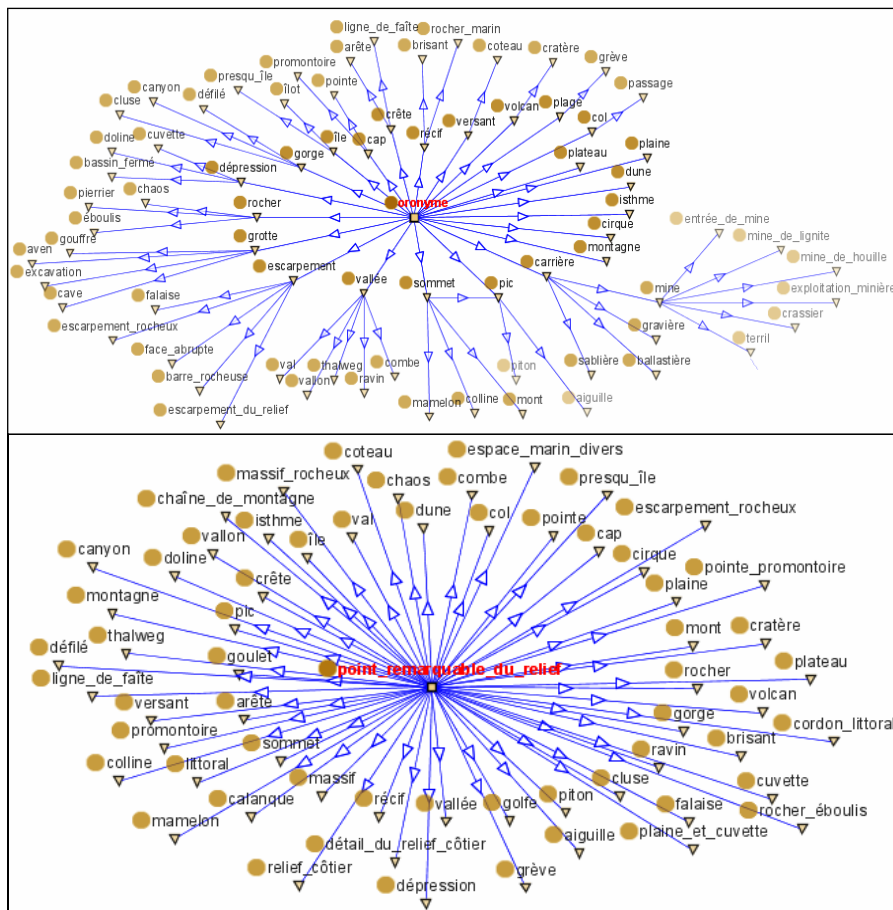 ligne_de_faîte
rocher_marin
arête
brisant
coteau
cratère
promontoire
grève
presqu_île
pointe
canyon
îlot
passage
défilé
cluse
crête
volcan
plage
récif
versant
col
doline
cuvette
île
cap
gorge
plaine
bassin_fermé
plateau
dépression
dune
pierrier
chaos
rocher
oronyme
isthme
éboulis
cirque
entrée_de_mine
gouffre
grotte
montagne
mine_de_lignite
aven
mine_de_houille
excavation
escarpement
vallée
sommet
pic
carrière
mine
exploitation_minière
cave
falaise
crassier
escarpement_rocheux
gravière
terril
face_abrupte
val
thalweg
combe
piton
sablière
ballastière
barre_rocheuse
vallon
ravin
mamelon
colline
mont
aiguille
escarpement_du_relief
coteau
espace_marin_divers
massif_rocheux
chaos
combe
presqu_île
chaîne_de_montagne
isthme
val
dune
col
pointe
escarpement_rocheux
vallon
île
cap
canyon
doline
cirque
crête
plaine
pointe_promontoire
montagne
pic
mont
cratère
défilé
thalweg
goulet
point_remarquable_du_relief
rocher
plateau
ligne_de_faîte
volcan
versant
arête
gorge
cordon_littoral
promontoire
sommet
ravin
brisant
colline
littoral
massif
cluse
cuvette
mamelon
calanque
récif
vallée
golfe
piton
falaise
rocher_éboulis
aiguille
plaine_et_cuvette
relief_côtier
détail_du_relief_côtier
dépression
grève